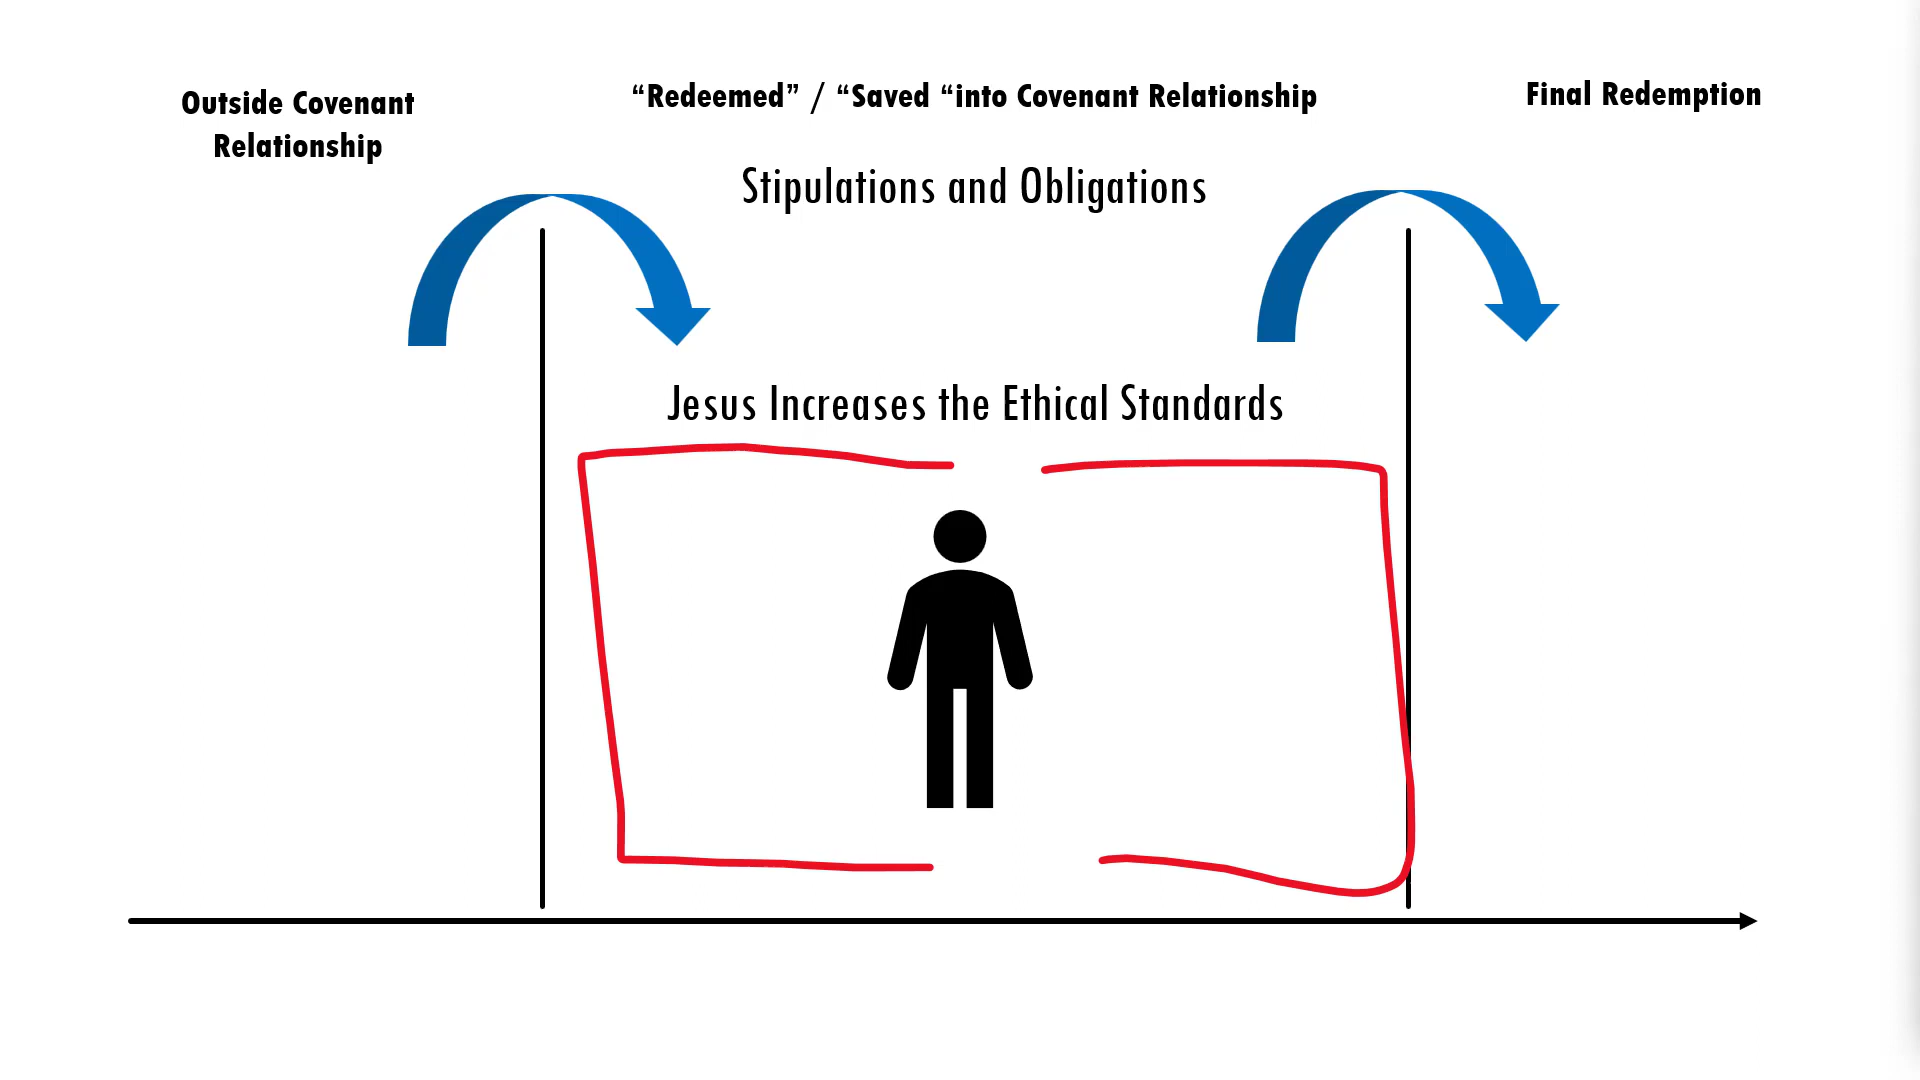 Outside Covenant
Relationship
“Redeemed” / “Saved “into Covenant Relationship
Final Redemption
Stipulations and Obligations
Jesus Increases the Ethical Standards